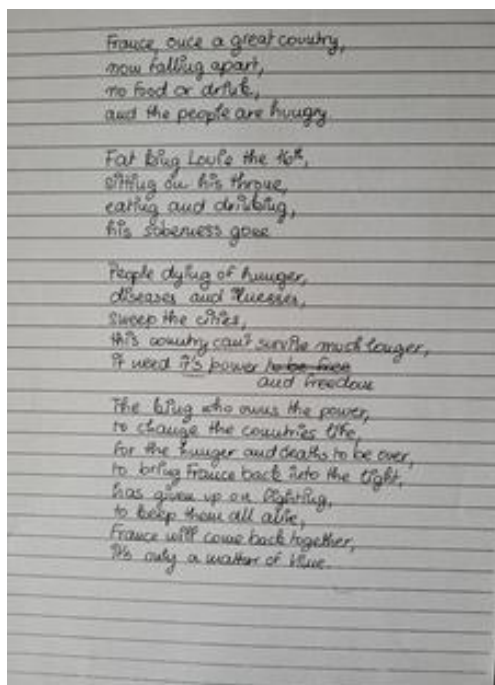 France, once a great country,
now falling apart,
no food or drink,
and the people are hungry
Fat king Louis the 16th,
sitting on his throne,
eating and drinking,
his soberness gone
People dying of hunger,
diseases and illnesses,
sweep the cities,
this country can't survive much longer,
it need it's power to be free
and freedom
The king who owns the power,
to change the countries life,
for the hunger and deaths to be over,
to bring France back into the light,
has given up on fighting,
to keep them all alive,
France will come back together,
it's only a matter of time.